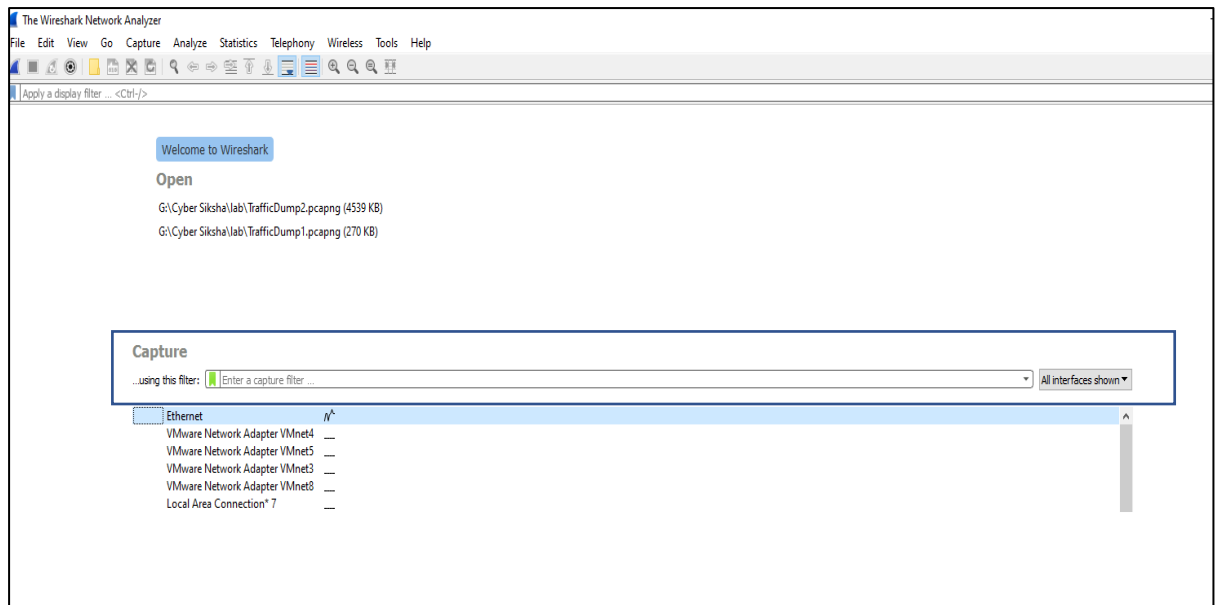 The Wireshark Network Analyzer
File Edit View Go Capture Analyze Statistics Telephony Wireless Tools Help
Apply a display filter ... <Ctrl-/>
Welcome to Wireshark
Open
G:\Cyber Siksha\lab\TrafficDump2.pcapng (4539 KB)
G:\Cyber Siksha\lab\TrafficDump1.pcapng (270 KB)
Capture
...using this filter: Enter a capture filter ... All interfaces shown
Ethernet
VMware Network Adapter VMnet4
VMware Network Adapter VMnet5
VMware Network Adapter VMnet3
VMware Network Adapter VMnet8
Local Area Connection* 7